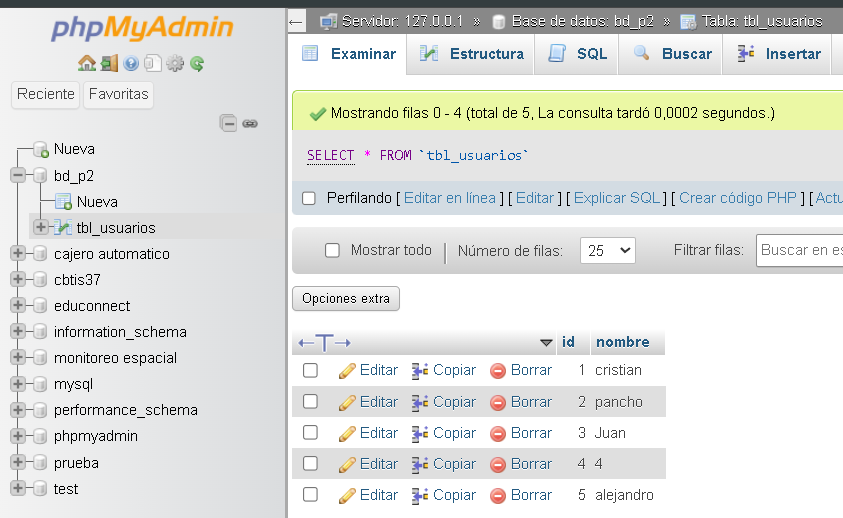 phpMyAdmin
Reciente Favoritas
Nueva
bd_p2
Nueva
tbl_usuarios
cajero automatico
cbtis37
educonnect
information_schema
monitoreo espacial
mysql
performance_schema
phpmyadmin
prueba
test
Servidor: 127.0.0.1 » Base de datos: bd_p2 » Tabla: tbl_usuarios
Examinar Estructura SQL Buscar Insertar
Mostrando filas 0 - 4 (total de 5, La consulta tardó 0,0002 segundos.)
SELECT * FROM `tbl_usuarios`
Perfilando [ Editar en línea ] [ Editar ] [ Explicar SQL ] [ Crear código PHP ] [ Actu
Mostrar todo | Número de filas: 25 Filtrar filas: Buscar en es
Opciones extra
←T→ id nombre
Editar Copiar Borrar 1 cristian
Editar Copiar Borrar 2 pancho
Editar Copiar Borrar 3 Juan
Editar Copiar Borrar 4 4
Editar Copiar Borrar 5 alejandro